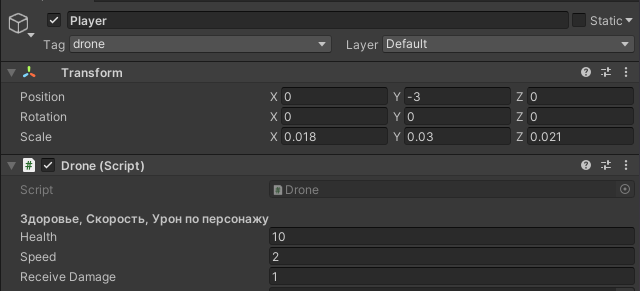 Player Static
Tag drone Layer Default
Transform
Position X 0 Y -3 Z 0
Rotation X 0 Y 0 Z 0
Scale X 0.018 Y 0.03 Z 0.021
# Drone (Script)
Script # Drone
Здоровье, Скорость, Урон по персонажу
Health 10
Speed 2
Receive Damage 1